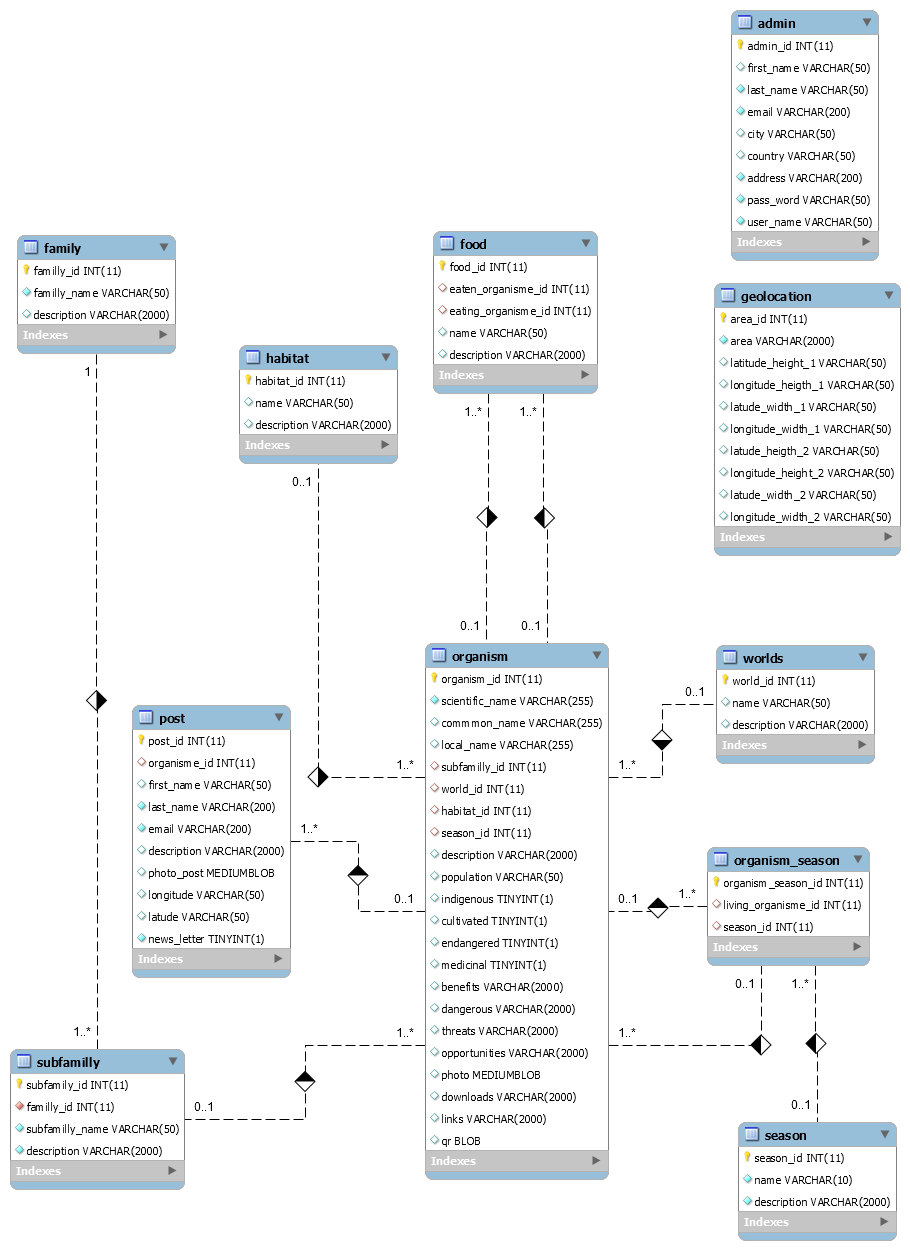 admin
admin_id INT(11)
first_name VARCHAR(50)
last_name VARCHAR(50)
email VARCHAR(200)
city VARCHAR(50)
country VARCHAR(50)
address VARCHAR(200)
pass_word VARCHAR(50)
user_name VARCHAR(50)
Indexes
family
familly_id INT(11)
familly_name VARCHAR(50)
description VARCHAR(2000)
Indexes
food
food_id INT(11)
eaten_organisme_id INT(11)
eating_organisme_id INT(11)
name VARCHAR(50)
description VARCHAR(2000)
Indexes
geolocation
area_id INT(11)
area VARCHAR(2000)
latitude_height_1 VARCHAR(50)
longitude_heigth_1 VARCHAR(50)
latude_width_1 VARCHAR(50)
longitude_width_1 VARCHAR(50)
latude_heigth_2 VARCHAR(50)
longitude_height_2 VARCHAR(50)
latude_width_2 VARCHAR(50)
longitude_width_2 VARCHAR(50)
Indexes
habitat
habitat_id INT(11)
name VARCHAR(50)
description VARCHAR(2000)
Indexes
1
0..1
1..*
1..*
0..1
0..1
organism
organism_id INT(11)
scientific_name VARCHAR(255)
commmon_name VARCHAR(255)
local_name VARCHAR(255)
subfamilly_id INT(11)
world_id INT(11)
habitat_id INT(11)
season_id INT(11)
description VARCHAR(2000)
population VARCHAR(50)
indigenous TINYINT(1)
cultivated TINYINT(1)
endangered TINYINT(1)
medicinal TINYINT(1)
benefits VARCHAR(2000)
dangerous VARCHAR(2000)
threats VARCHAR(2000)
opportunities VARCHAR(2000)
photo MEDIUMBLOB
downloads VARCHAR(2000)
links VARCHAR(2000)
qr BLOB
Indexes
worlds
world_id INT(11)
name VARCHAR(50)
description VARCHAR(2000)
Indexes
0..1
1..*
post
post_id INT(11)
organisme_id INT(11)
first_name VARCHAR(50)
last_name VARCHAR(200)
email VARCHAR(200)
description VARCHAR(2000)
photo_post MEDIUMBLOB
longitude VARCHAR(50)
latude VARCHAR(50)
news_letter TINYINT(1)
Indexes
1..*
1..*
0..1
organism_season
organism_season_id INT(11)
living_organisme_id INT(11)
season_id INT(11)
Indexes
0..1
1..*
0..1
1..*
1..*
1..*
1..*
0..1
0..1
subfamilly
subfamilly_id INT(11)
familly_id INT(11)
subfamilly_name VARCHAR(50)
description VARCHAR(2000)
Indexes
season
season_id INT(11)
name VARCHAR(10)
description VARCHAR(2000)
Indexes